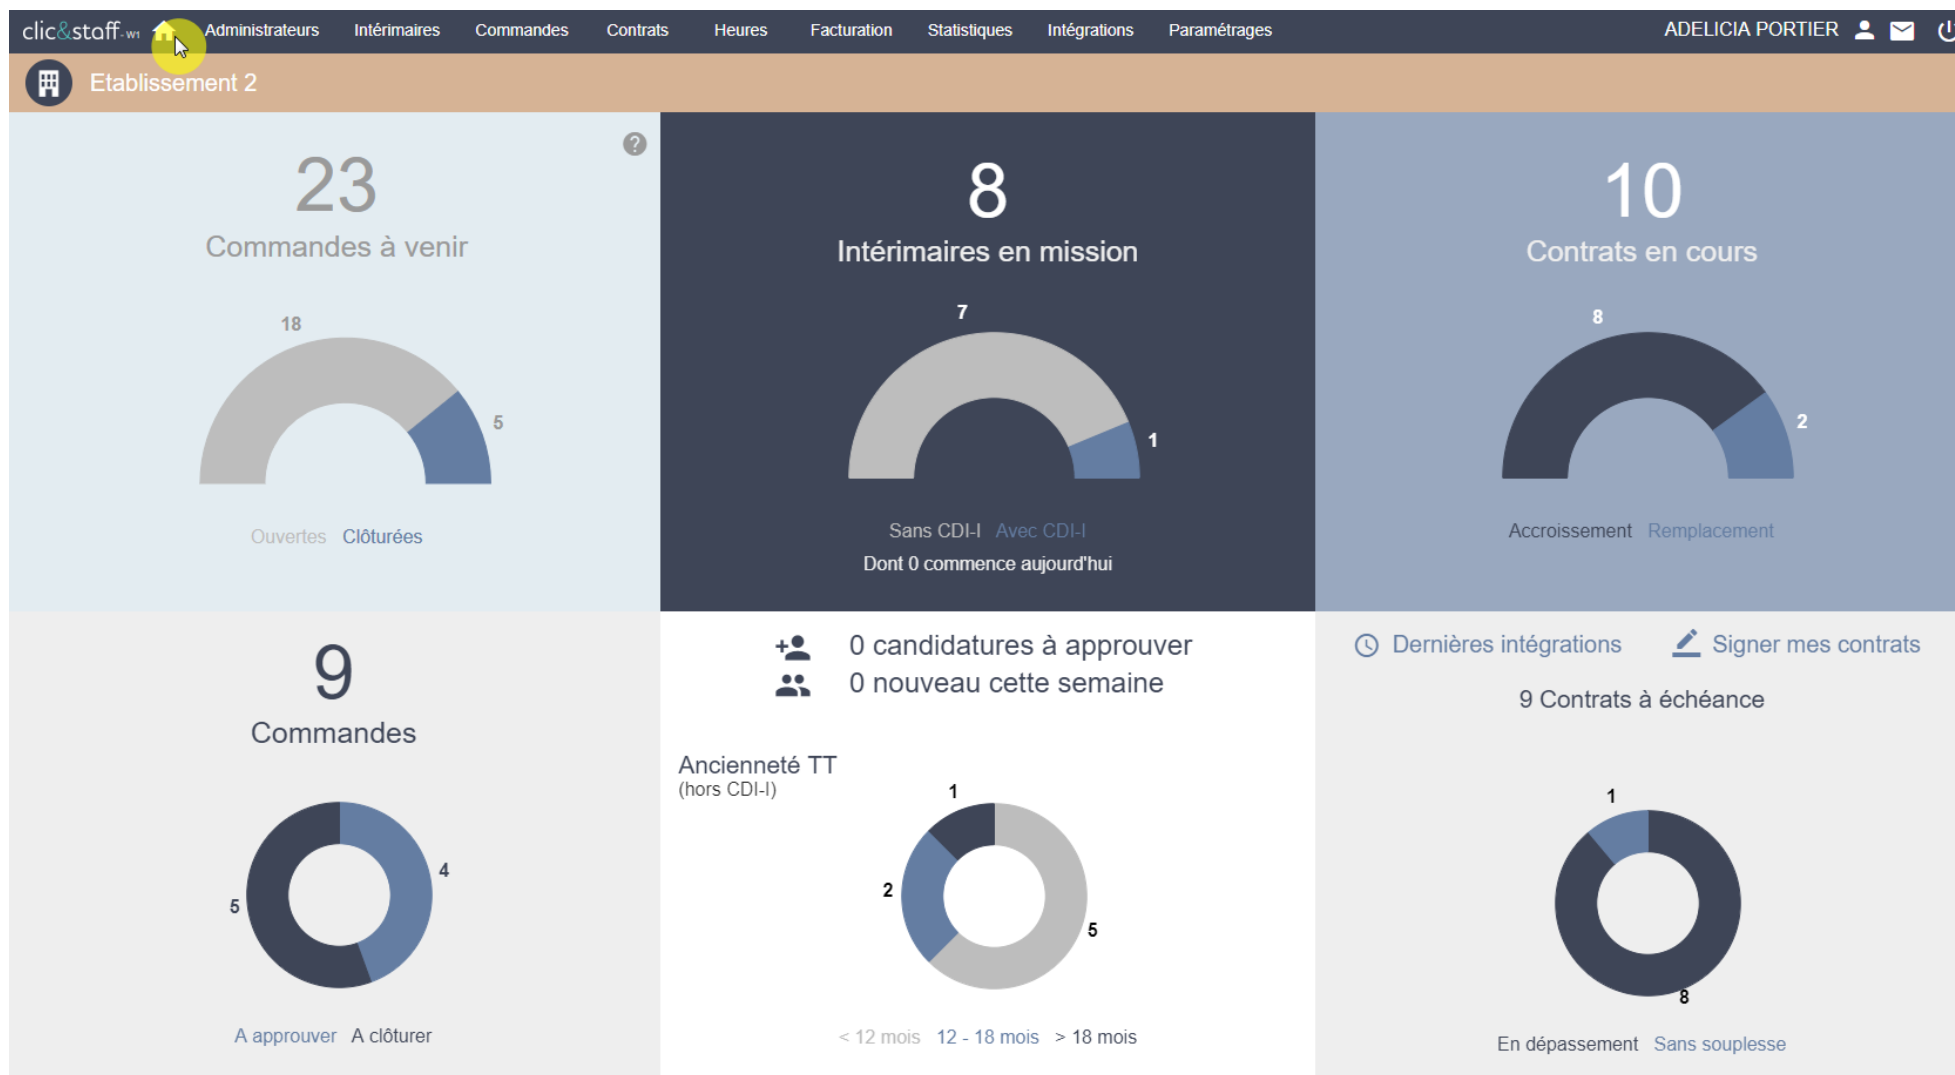 clic&staff-W1 Administrateurs Intérimaires Commandes Contrats Heures Facturation Statistiques Intégrations Paramétrages ADELICIA PORTIER
Etablissement 2
?
23
Commandes à venir
18
5
Ouvertes Clôturées
8
Intérimaires en mission
7
1
Sans CDI-I Avec CDI-I
Dont 0 commence aujourd'hui
10
Contrats en cours
8
2
Accroissement Remplacement
9
Commandes
4
5
A approuver A clôturer
0 candidatures à approuver
0 nouveau cette semaine
Ancienneté TT
(hors CDI-I)
1
2
5
< 12 mois 12 - 18 mois > 18 mois
Dernières intégrations Signer mes contrats
9 Contrats à échéance
1
8
En dépassement Sans souplesse